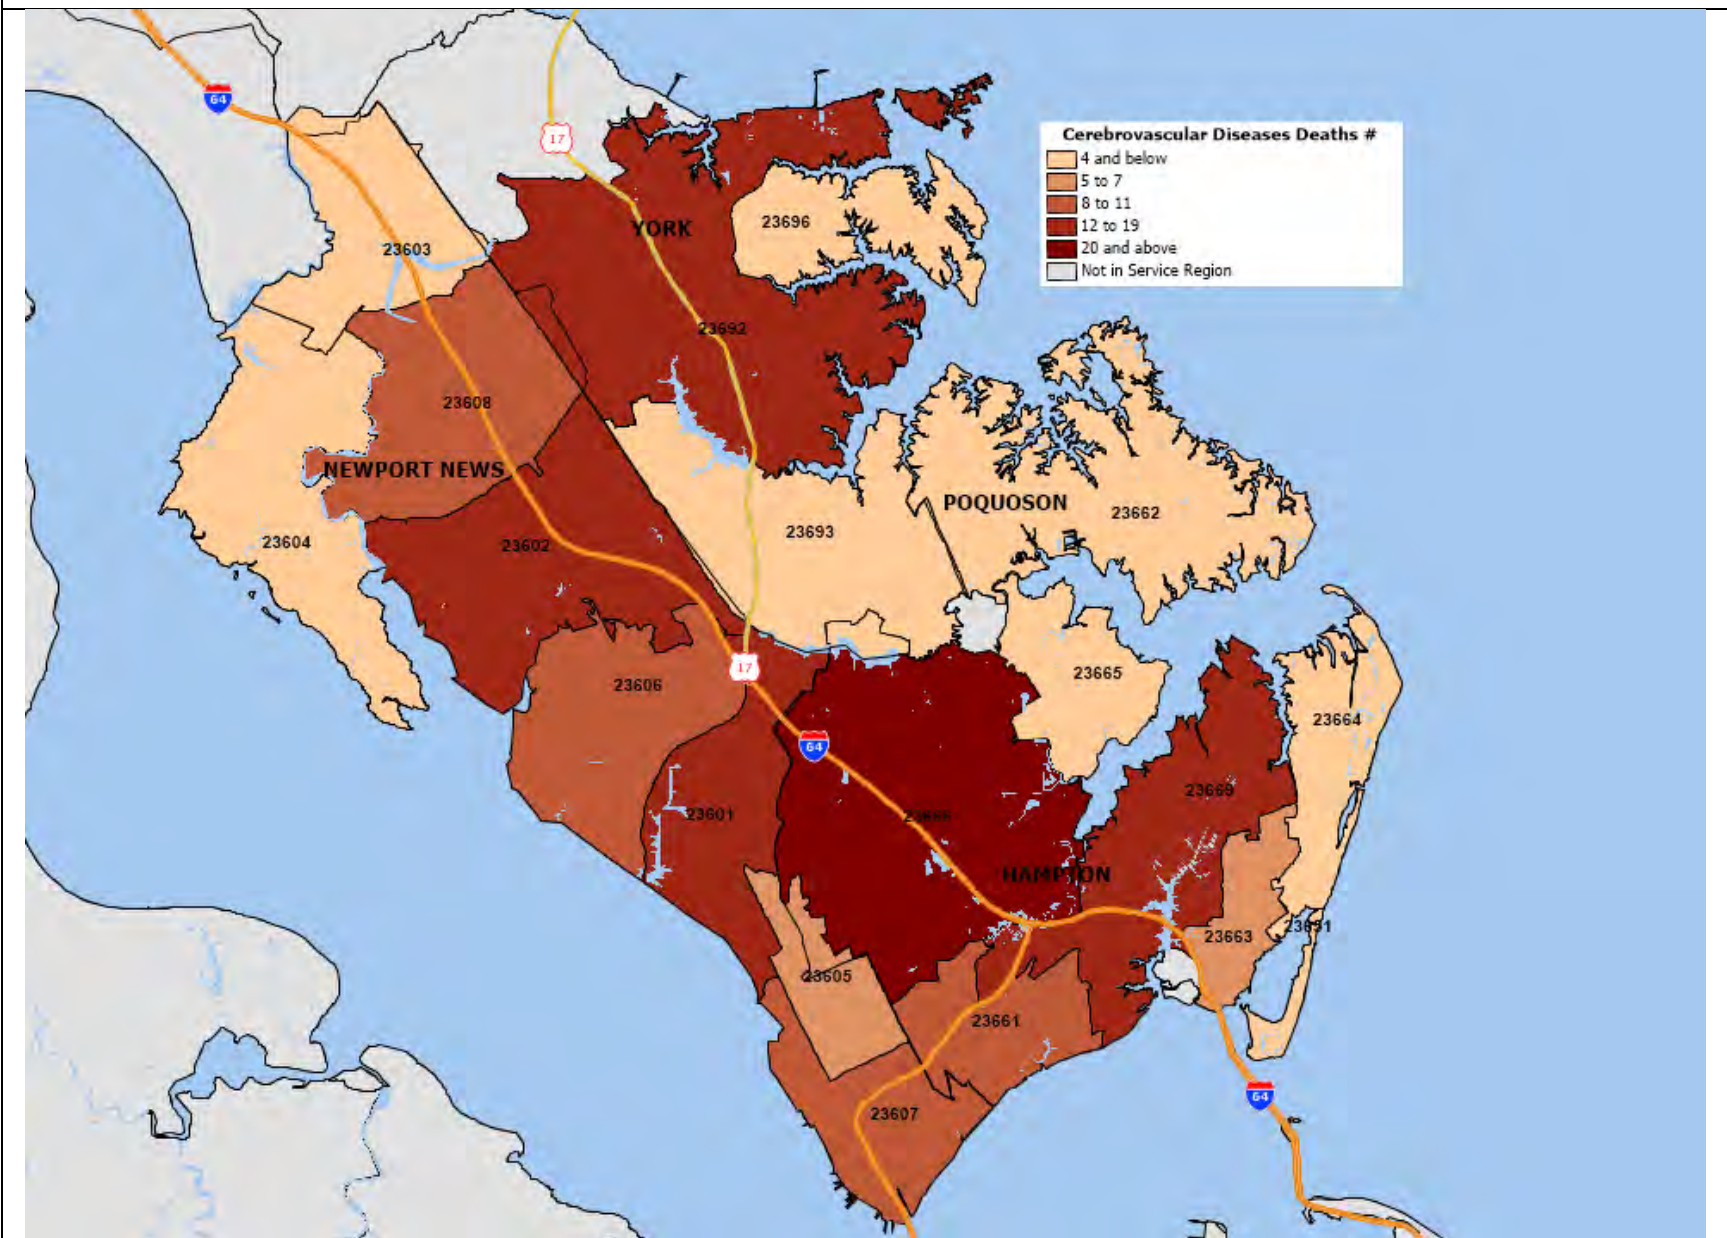 64
17
Cerebrovascular Diseases Deaths #
4 and below
5 to 7
8 to 11
12 to 19
20 and above
Not in Service Region
23696
YORK
23603
23692
23608
NEWPORT NEWS
POQUOSON
23662
23693
23604
23602
17
23606
23665
23664
64
23669
23601
23666
HAMPTON
23651
23663
23605
23661
64
23607